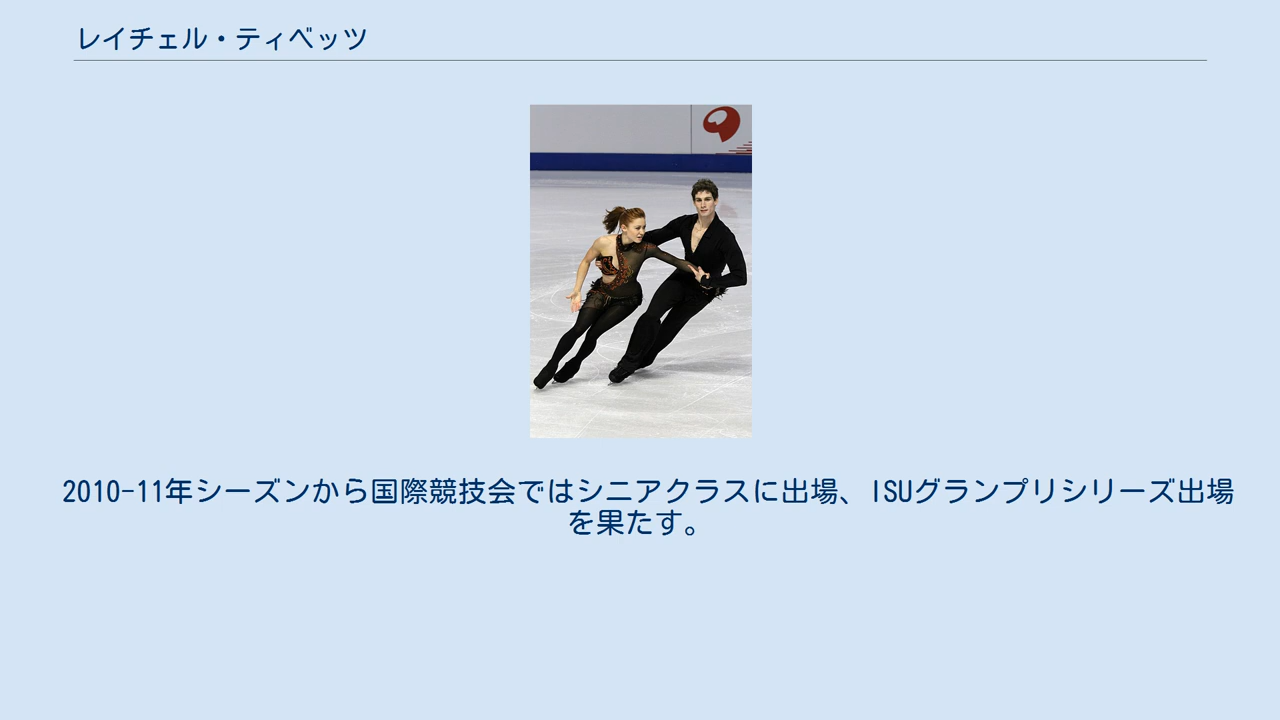 レイチェル・ティベッツ
2010-11年シーズンから国際競技会ではシニアクラスに出場、ISUグランプリシリーズ出場
を果たす。